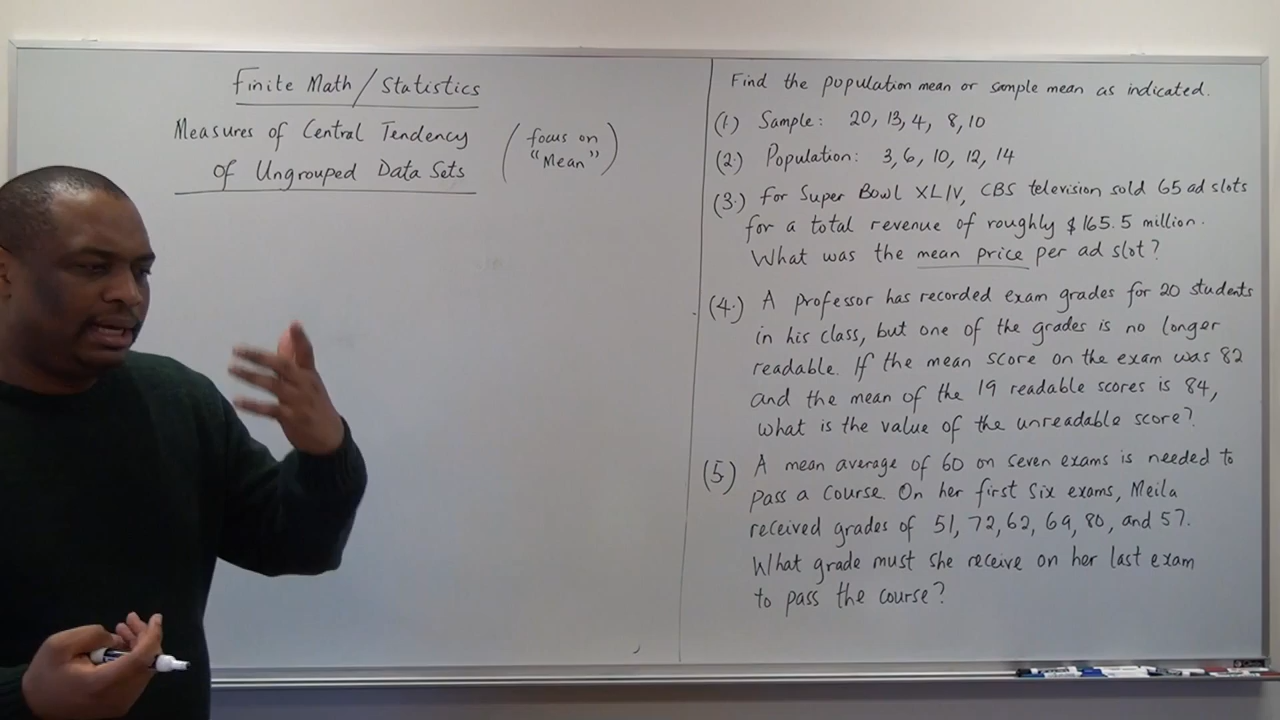 Finite Math / Statistics
Measures of Central Tendency
of Ungrouped Data Sets
(focus on
"Mean")
Find the population mean or sample mean as indicated.
(1.) Sample: 20, 13, 4, 8, 10
(2.) Population: 3, 6, 10, 12, 14
(3.) For Super Bowl XLIV, CBS television sold 65 ad slots
for a total revenue of roughly $165.5 million.
What was the mean price per ad slot?
(4.) A professor has recorded exam grades for 20 students
in his class, but one of the grades is no longer
readable. If the mean score on the exam was 82
and the mean of the 19 readable scores is 84,
what is the value of the unreadable score?
(5) A mean average of 60 on seven exams is needed to
pass a course. On her first six exams, Meila
received grades of 51, 72, 62, 69, 80, and 57.
What grade must she receive on her last exam
to pass the course?